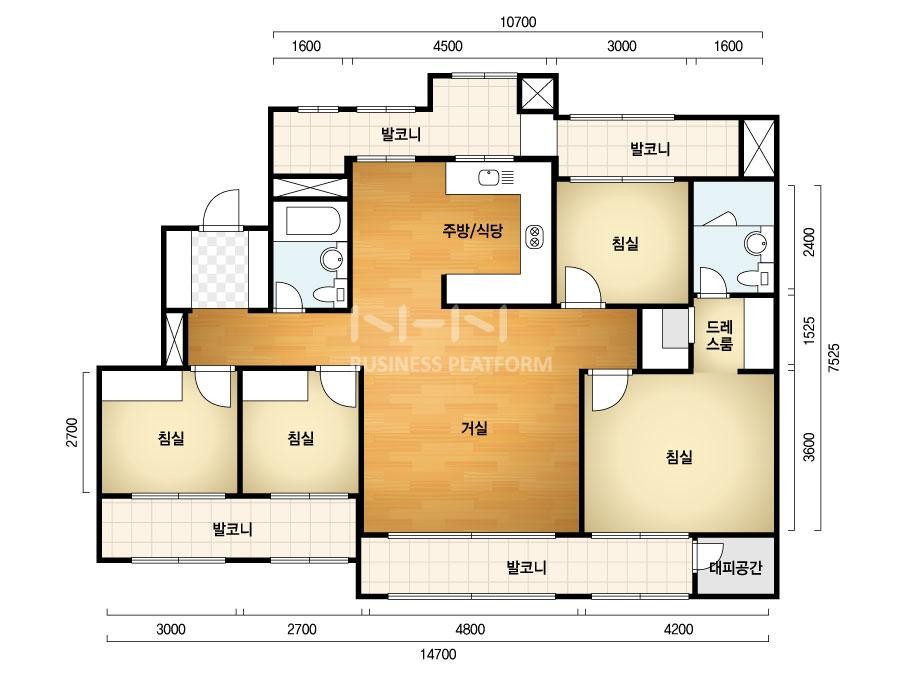 10700
1600 4500 3000 1600
발코니
발코니
주방/식당
침실
2400
드레
스룸
1525
7525
N-HN
BUSINESS PLATFORM
2700
침실
침실
거실
침실
3600
발코니
발코니
대피공간
3000 2700 4800 4200
14700